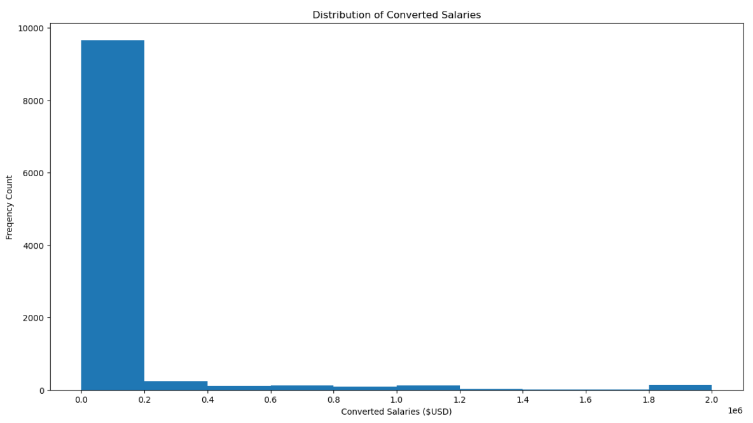 Distribution of Converted Salaries
10000
8000
6000
4000
2000
0
Freqency Count
0.0 0.2 0.4 0.6 0.8 1.0 1.2 1.4 1.6 1.8 2.0
1e6
Converted Salaries ($USD)